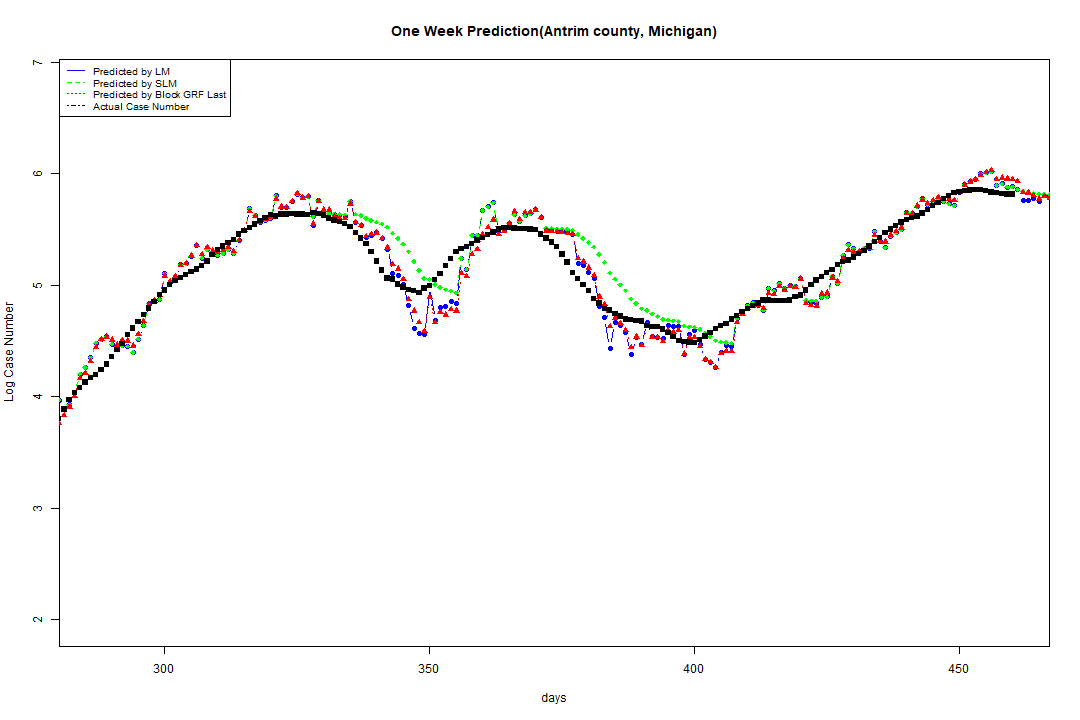 One Week Prediction(Antrim county, Michigan)
Predicted by LM
Predicted by SLM
Predicted by Block GRF Last
Actual Case Number
7
6
5
4
3
2
Log Case Number
300
350
400
450
days